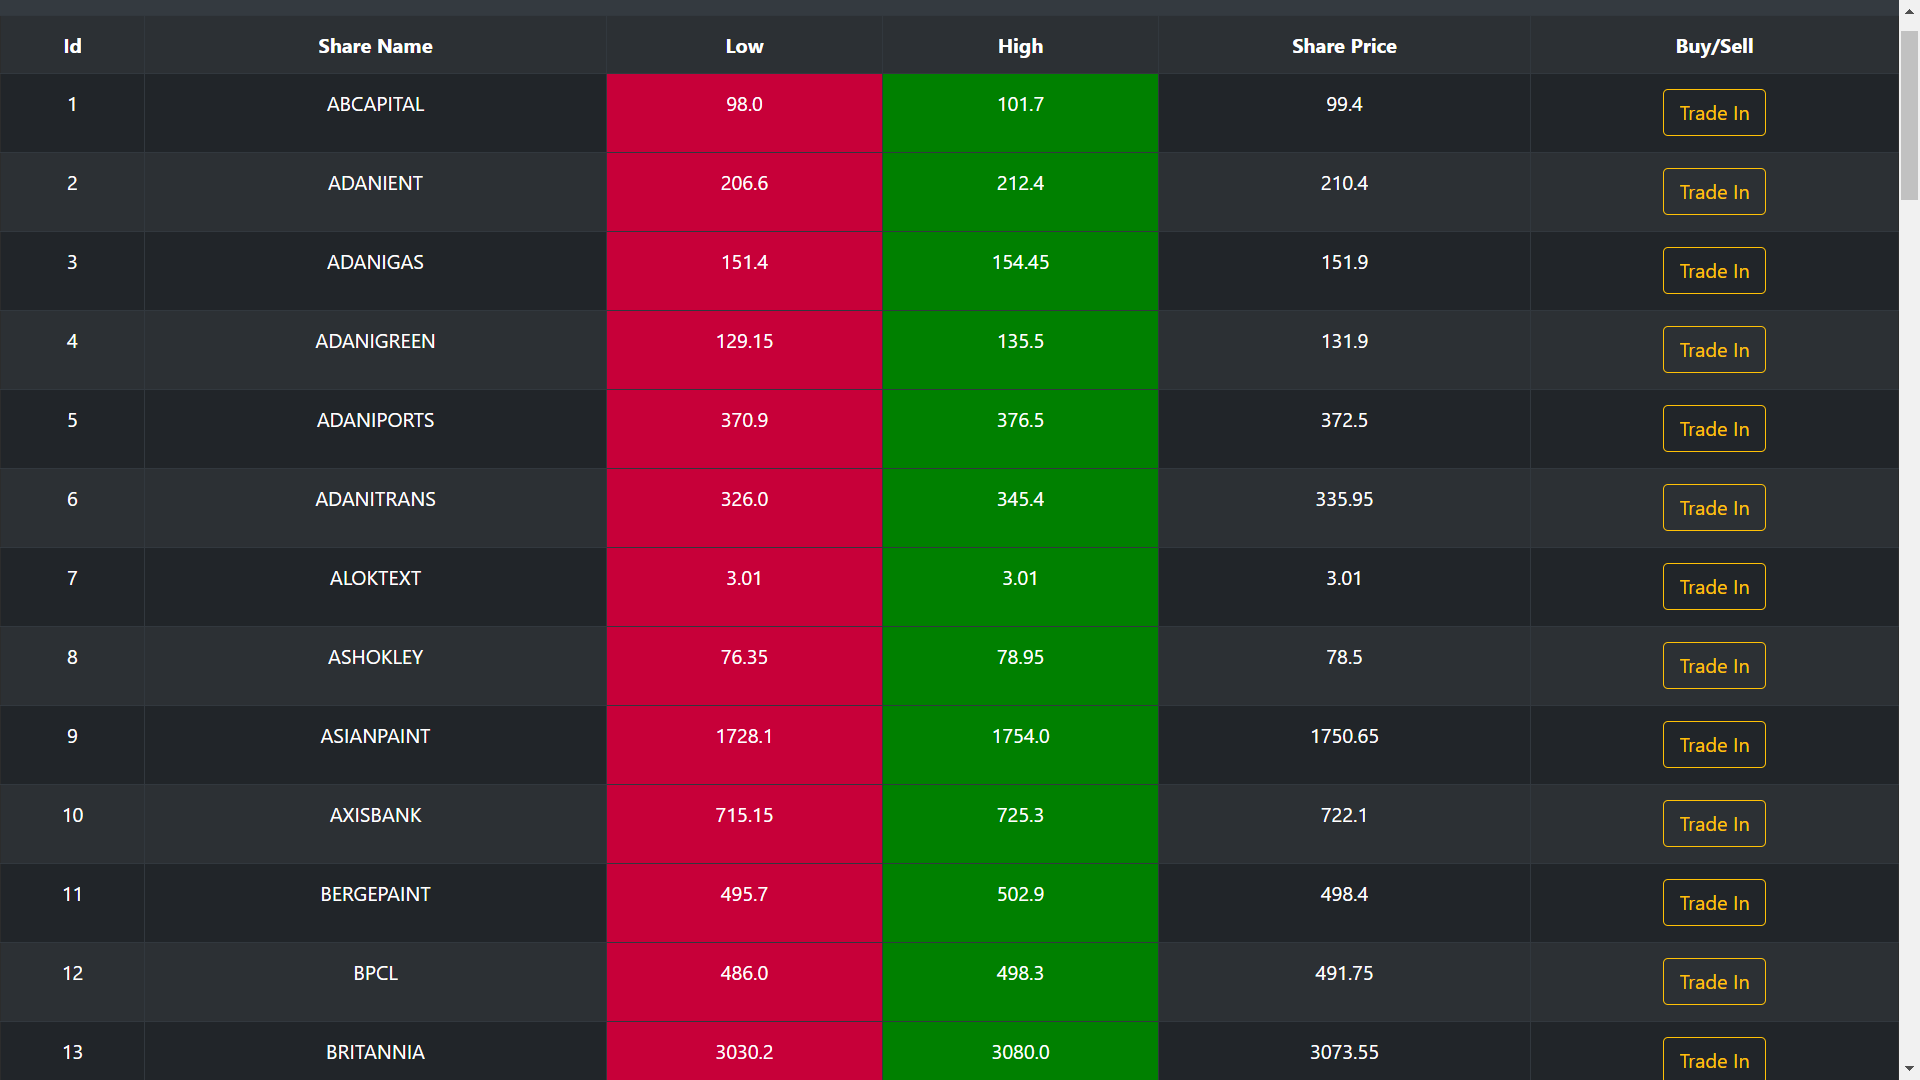 Id Share Name Low High Share Price Buy/Sell
1 ABCAPITAL 98.0 101.7 99.4 Trade In
2 ADANIENT 206.6 212.4 210.4 Trade In
3 ADANIGAS 151.4 154.45 151.9 Trade In
4 ADANIGREEN 129.15 135.5 131.9 Trade In
5 ADANIPORTS 370.9 376.5 372.5 Trade In
6 ADANITRANS 326.0 345.4 335.95 Trade In
7 ALOKTEXT 3.01 3.01 3.01 Trade In
8 ASHOKLEY 76.35 78.95 78.5 Trade In
9 ASIANPAINT 1728.1 1754.0 1750.65 Trade In
10 AXISBANK 715.15 725.3 722.1 Trade In
11 BERGEPAINT 495.7 502.9 498.4 Trade In
12 BPCL 486.0 498.3 491.75 Trade In
13 BRITANNIA 3030.2 3080.0 3073.55 Trade In